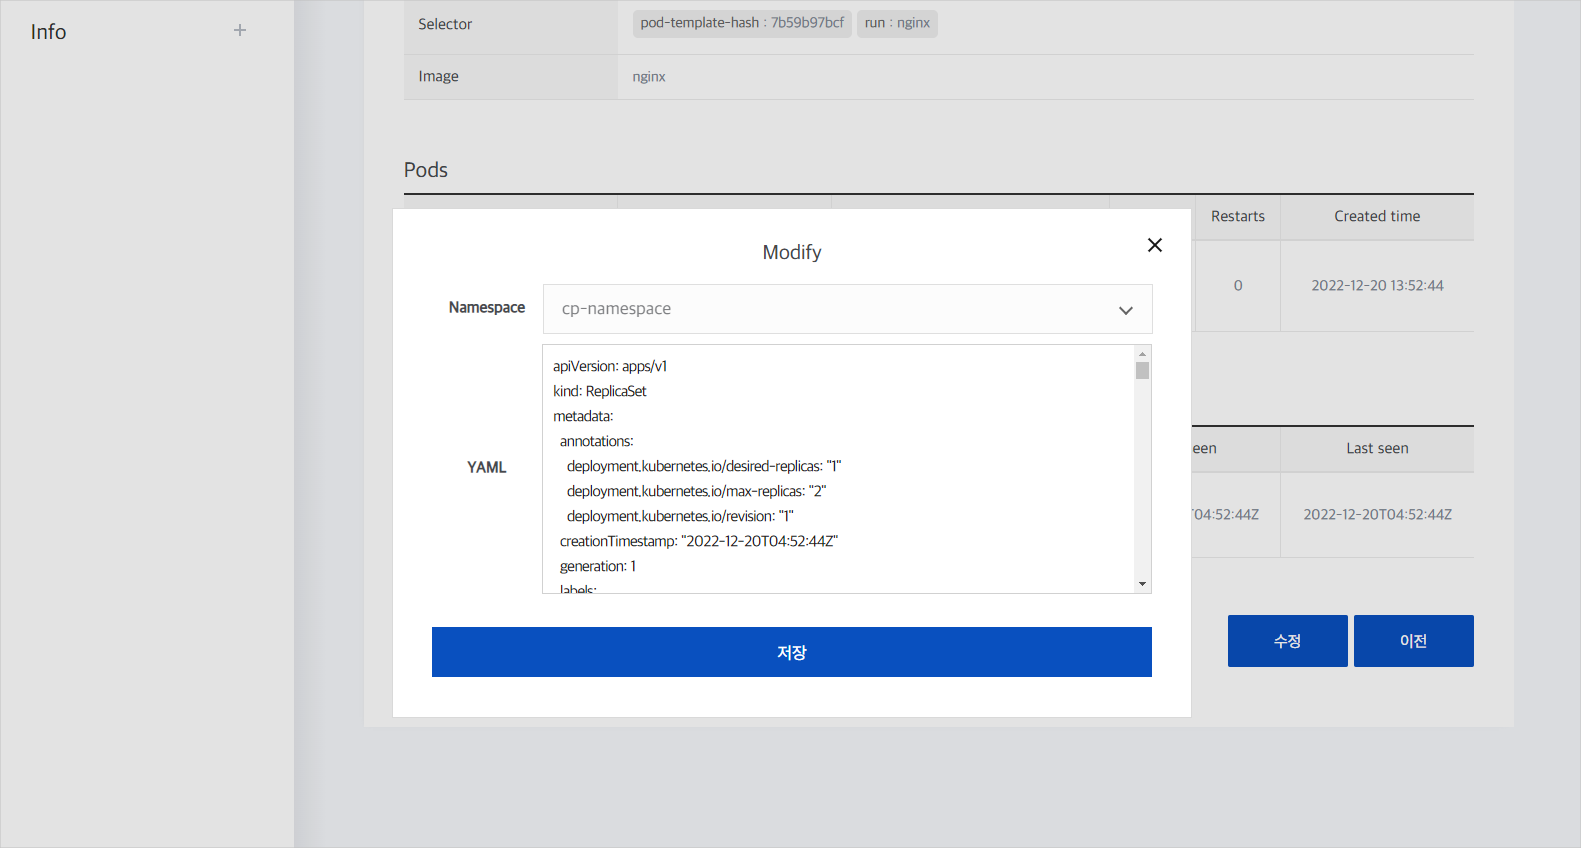 Info +
Selector pod-template-hash : 7b59b97bcf run : nginx
Image nginx
Pods
Restarts Created time
0 2022-12-20 13:52:44
Modify
Namespace cp-namespace
YAML
apiVersion: apps/v1
kind: ReplicaSet
metadata:
annotations:
deployment.kubernetes.io/desired-replicas: "1"
deployment.kubernetes.io/max-replicas: "2"
deployment.kubernetes.io/revision: "1"
creationTimestamp: "2022-12-20T04:52:44Z"
generation: 1
labels:
저장
een Last seen
T04:52:44Z 2022-12-20T04:52:44Z
수정 이전